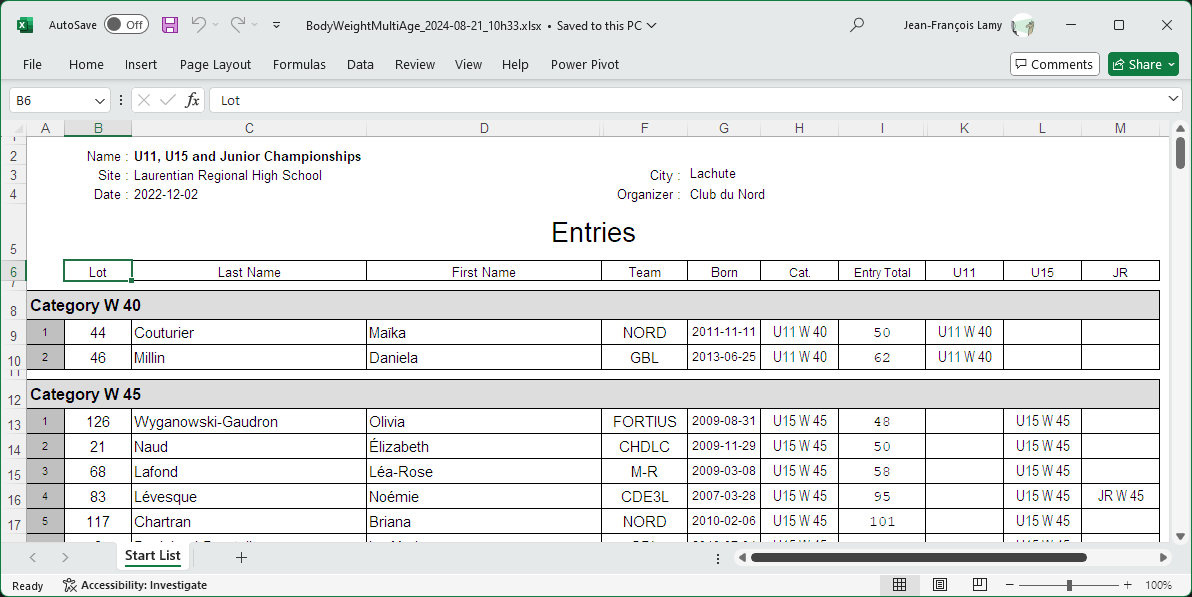 AutoSave Off BodyWeightMultiAge_2024-08-21_10h33.xlsx • Saved to this PC Jean-François Lamy
File Home Insert Page Layout Formulas Data Review View Help Power Pivot Comments Share
B6 fx Lot
A B C D F G H I K L M
2 Name : U11, U15 and Junior Championships
3 Site : Laurentian Regional High School City : Lachute
4 Date : 2022-12-02 Organizer : Club du Nord
5 Entries
6 Lot Last Name First Name Team Born Cat. Entry Total U11 U15 JR
8 Category W 40
9 1 44 Couturier Maïka NORD 2011-11-11 U11 W 40 50 U11 W 40
10 2 46 Millin Daniela GBL 2013-06-25 U11 W 40 62 U11 W 40
12 Category W 45
13 1 126 Wyganowski-Gaudron Olivia FORTIUS 2009-08-31 U15 W 45 48 U15 W 45
14 2 21 Naud Élizabeth CHDLC 2009-11-29 U15 W 45 50 U15 W 45
15 3 68 Lafond Léa-Rose M-R 2009-03-08 U15 W 45 58 U15 W 45
16 4 83 Lévesque Noémie CDE3L 2007-03-28 U15 W 45 95 U15 W 45 JR W 45
17 5 117 Chartran Briana NORD 2010-02-06 U15 W 45 101 U15 W 45
Start List
Ready Accessibility: Investigate 100%